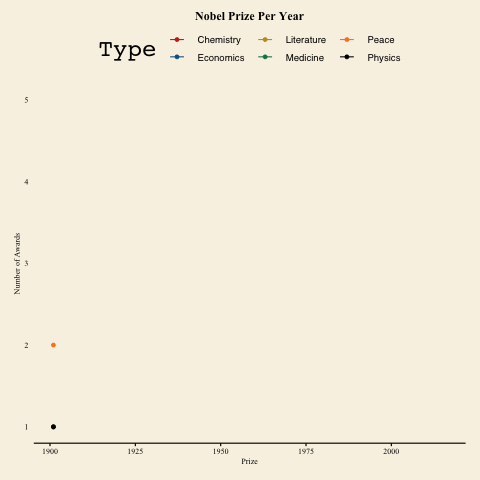 Nobel Prize Per Year
Type
Chemistry Literature Peace
Economics Medicine Physics
5
4
3
2
1
Number of Awards
1900 1925 1950 1975 2000
Prize